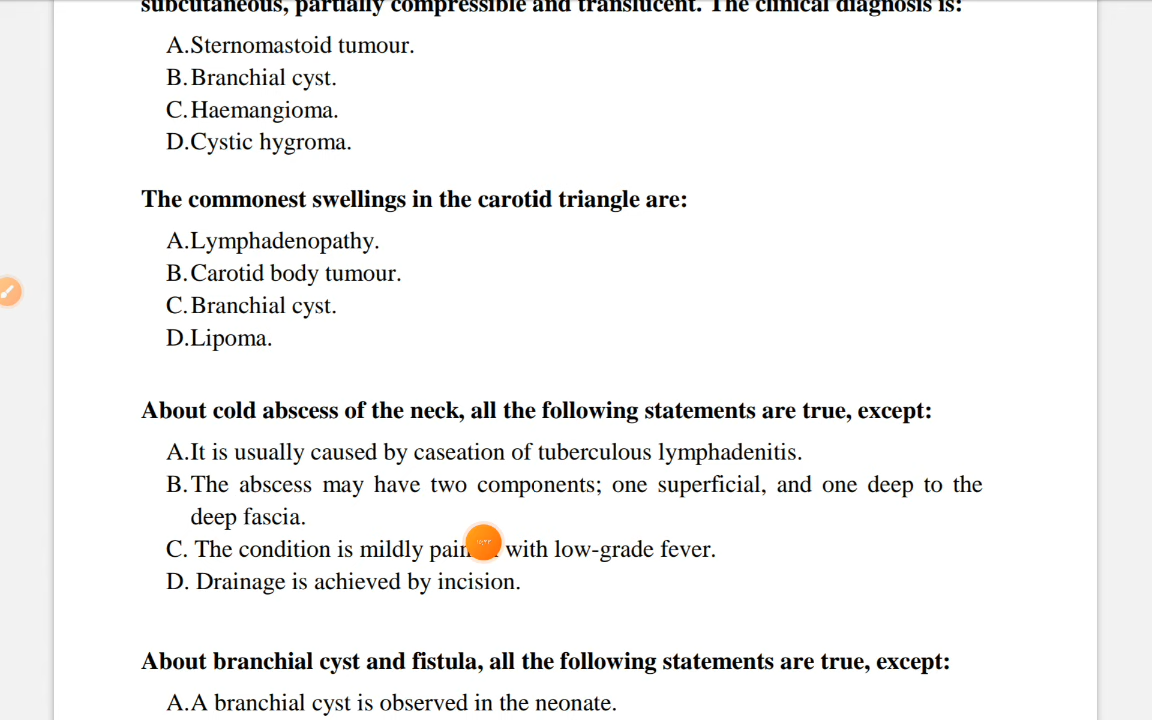 subcutaneous, partially compressible and translucent. The clinical diagnosis is:
A.Sternomastoid tumour.
B.Branchial cyst.
C.Haemangioma.
D.Cystic hygroma.
The commonest swellings in the carotid triangle are:
A.Lymphadenopathy.
B.Carotid body tumour.
C.Branchial cyst.
D.Lipoma.
About cold abscess of the neck, all the following statements are true, except:
A.It is usually caused by caseation of tuberculous lymphadenitis.
B.The abscess may have two components; one superficial, and one deep to the
deep fascia.
C. The condition is mildly with low-grade fever.
D. Drainage is achieved by incision.
About branchial cyst and fistula, all the following statements are true, except:
A.A branchial cyst is observed in the neonate.